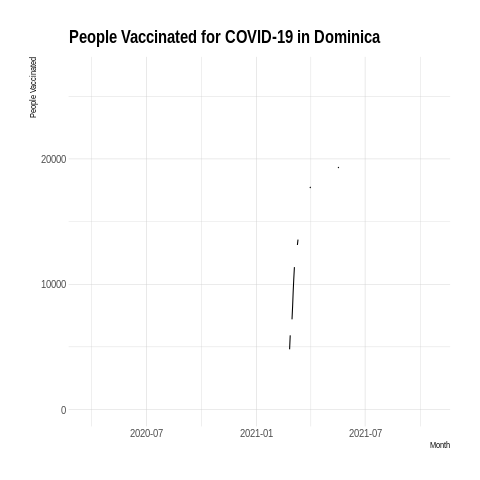 People Vaccinated for COVID-19 in Dominica
People Vaccinated
20000
10000
0
2020-07
2021-01
2021-07
Month